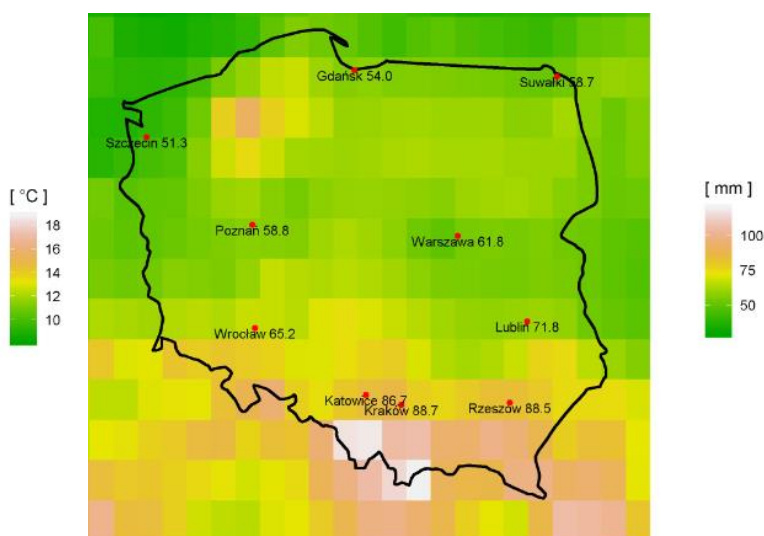 Gdańsk 54.0
Suwałki 58.7
Szczecin 51.3
[ °C ]
18
16
14
12
10
[ mm ]
100
75
50
Poznań 58.8
Warszawa 61.8
Wrocław 65.2
Lublin 71.8
Katowice 86.7
Kraków 88.7
Rzeszów 88.5